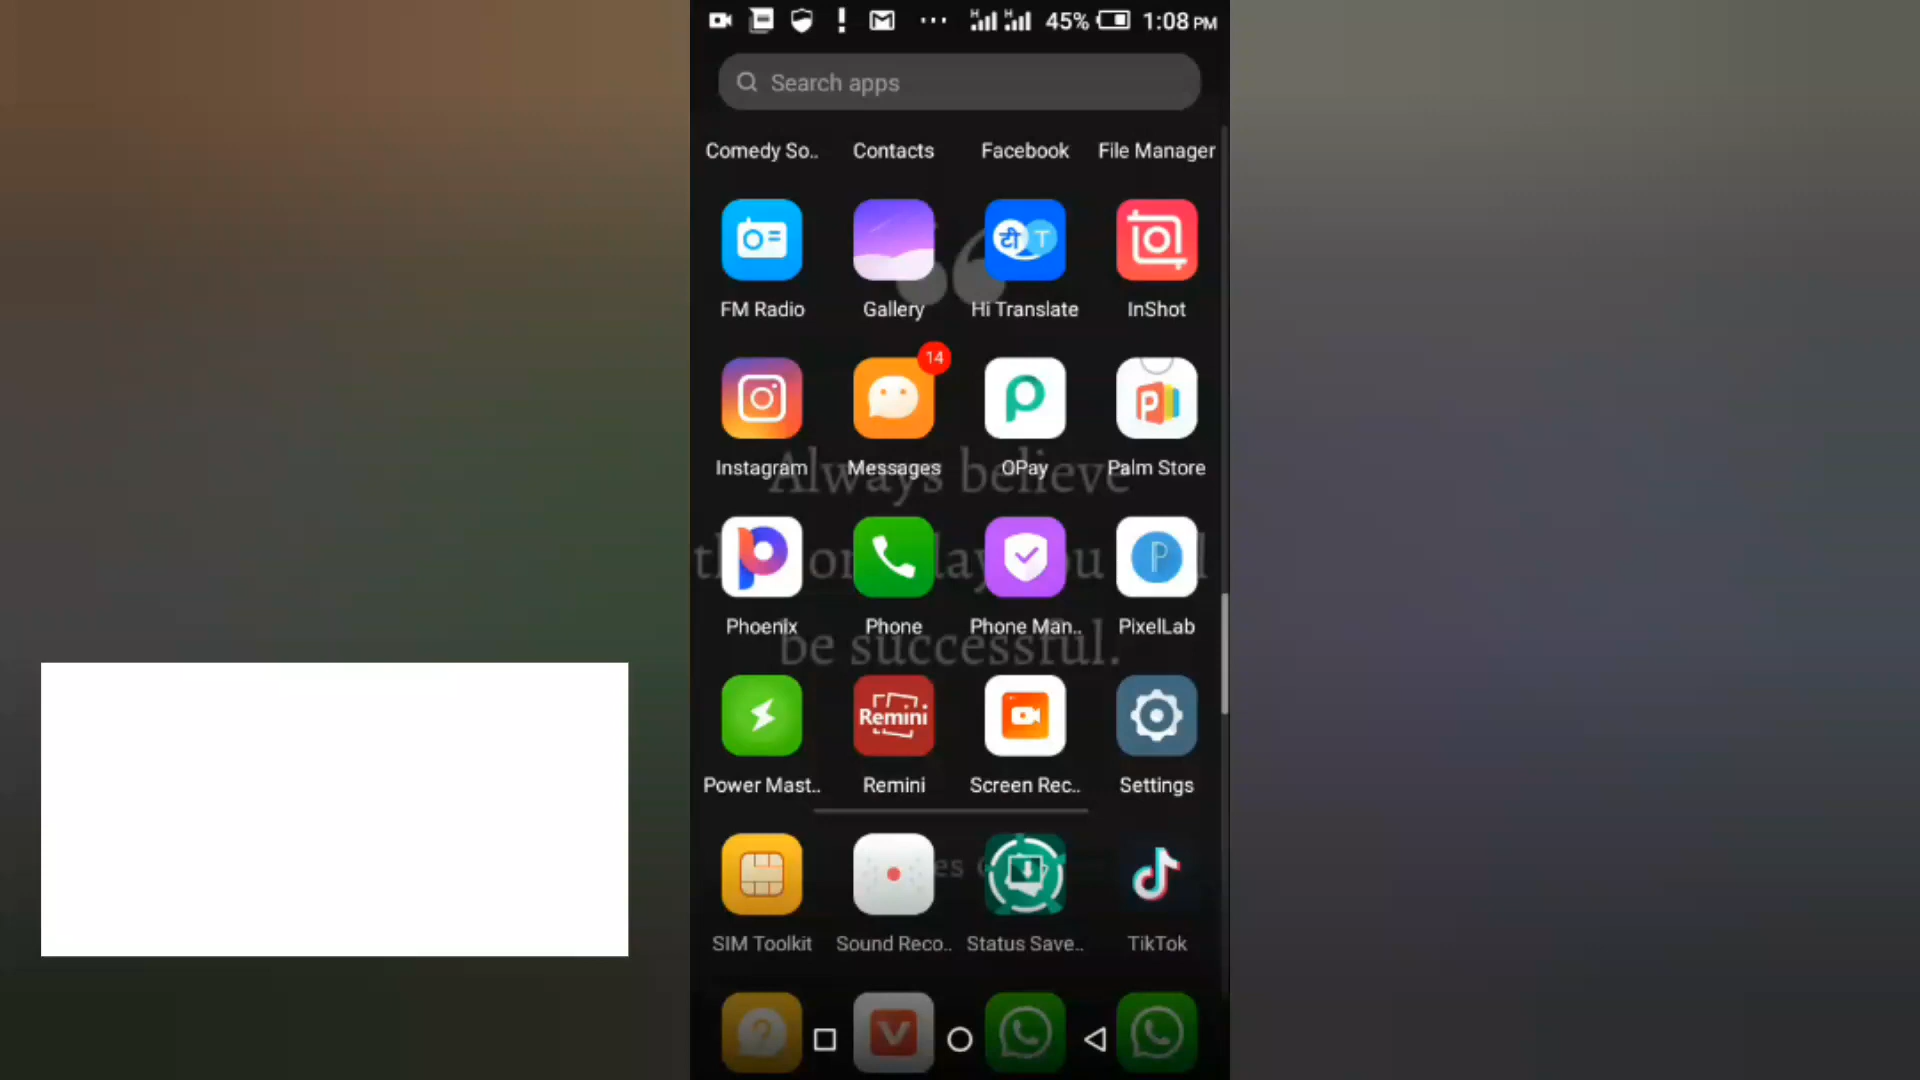 45% 1:08 PM
Search apps
Comedy So.. Contacts Facebook File Manager
टी T
FM Radio Gallery Hi Translate InShot
14
Instagram Messages OPay Palm Store
Always believe
Phoenix Phone Phone Man.. PixelLab
be successful.
Remini
Power Mast.. Remini Screen Rec.. Settings
SIM Toolkit Sound Reco.. Status Save.. TikTok